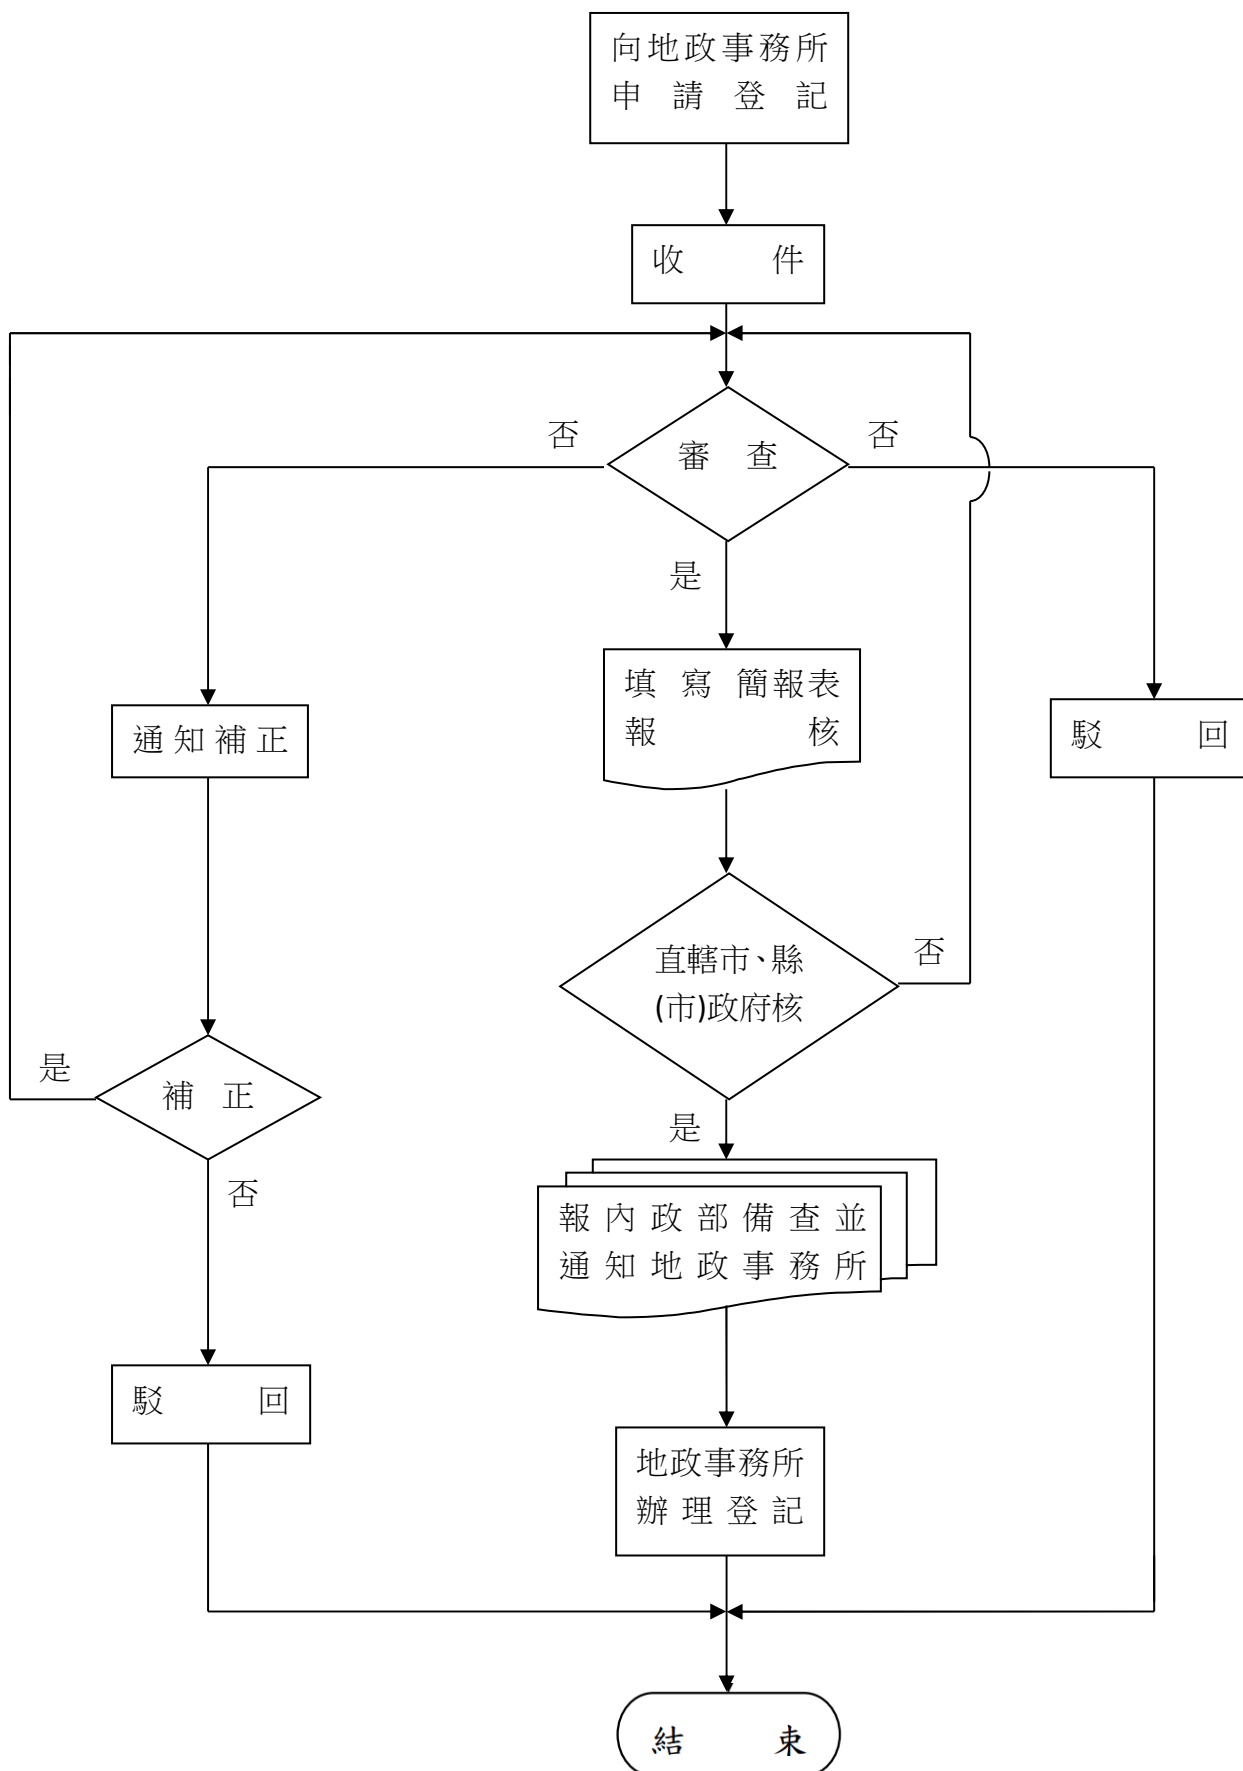 向地政事務所
申請登記
收件
否
審查
否
是
填寫簡報表
報核
通知補正
駁回
直轄市、縣
(市)政府核
否
是
補正
是
否
報內政部備查並
通知地政事務所
駁回
地政事務所
辦理登記
結束